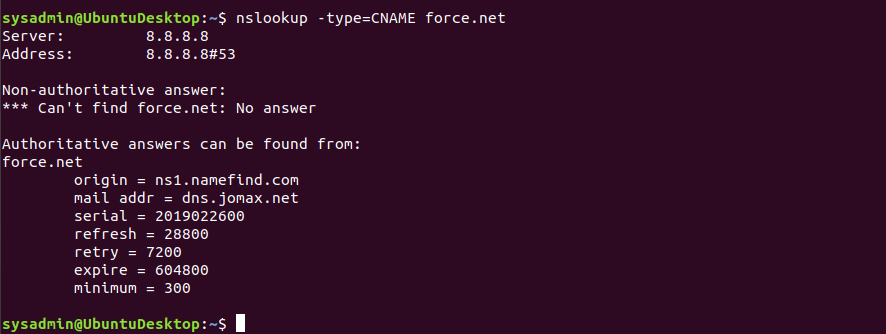 sysadmin@UbuntuDesktop:~$ nslookup -type=CNAME force.net
Server:         8.8.8.8
Address:        8.8.8.8#53

Non-authoritative answer:
*** Can't find force.net: No answer

Authoritative answers can be found from:
force.net
        origin = ns1.namefind.com
        mail addr = dns.jomax.net
        serial = 2019022600
        refresh = 28800
        retry = 7200
        expire = 604800
        minimum = 300

sysadmin@UbuntuDesktop:~$